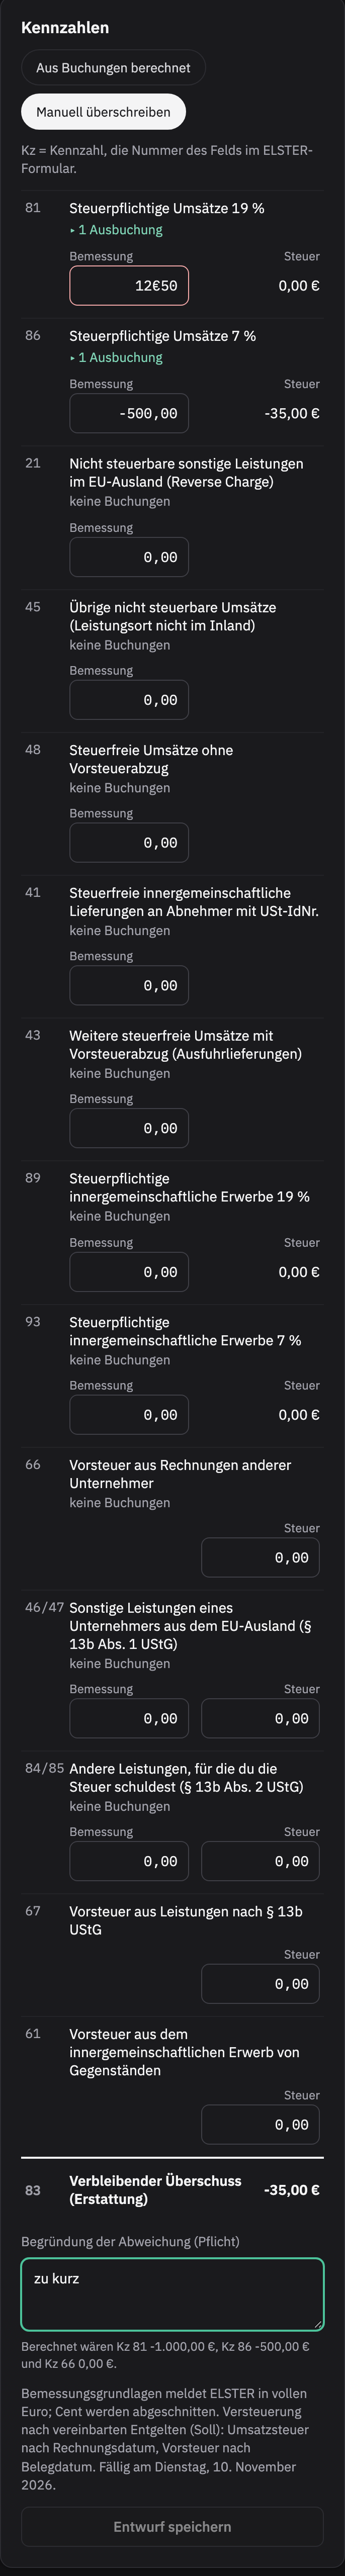 Kennzahlen
Aus Buchungen berechnet
Manuell überschreiben
Kz = Kennzahl, die Nummer des Felds im ELSTER-
Formular.
81 Steuerpflichtige Umsätze 19 %
▸ 1 Ausbuchung
Bemessung Steuer
12€50 0,00 €
86 Steuerpflichtige Umsätze 7 %
▸ 1 Ausbuchung
Bemessung Steuer
-500,00 -35,00 €
21 Nicht steuerbare sonstige Leistungen
im EU-Ausland (Reverse Charge)
keine Buchungen
Bemessung
0,00
45 Übrige nicht steuerbare Umsätze
(Leistungsort nicht im Inland)
keine Buchungen
Bemessung
0,00
48 Steuerfreie Umsätze ohne
Vorsteuerabzug
keine Buchungen
Bemessung
0,00
41 Steuerfreie innergemeinschaftliche
Lieferungen an Abnehmer mit USt-IdNr.
keine Buchungen
Bemessung
0,00
43 Weitere steuerfreie Umsätze mit
Vorsteuerabzug (Ausfuhrlieferungen)
keine Buchungen
Bemessung
0,00
89 Steuerpflichtige
innergemeinschaftliche Erwerbe 19 %
keine Buchungen
Bemessung Steuer
0,00 0,00 €
93 Steuerpflichtige
innergemeinschaftliche Erwerbe 7 %
keine Buchungen
Bemessung Steuer
0,00 0,00 €
66 Vorsteuer aus Rechnungen anderer
Unternehmer
keine Buchungen
Steuer
0,00
46/47 Sonstige Leistungen eines
Unternehmers aus dem EU-Ausland (§
13b Abs. 1 UStG)
keine Buchungen
Bemessung Steuer
0,00 0,00
84/85 Andere Leistungen, für die du die
Steuer schuldest (§ 13b Abs. 2 UStG)
keine Buchungen
Bemessung Steuer
0,00 0,00
67 Vorsteuer aus Leistungen nach § 13b
UStG
Steuer
0,00
61 Vorsteuer aus dem
innergemeinschaftlichen Erwerb von
Gegenständen
Steuer
0,00
83 Verbleibender Überschuss
(Erstattung) -35,00 €
Begründung der Abweichung (Pflicht)
zu kurz
Berechnet wären Kz 81 -1.000,00 €, Kz 86 -500,00 €
und Kz 66 0,00 €.
Bemessungsgrundlagen meldet ELSTER in vollen
Euro; Cent werden abgeschnitten. Versteuerung
nach vereinbarten Entgelten (Soll): Umsatzsteuer
nach Rechnungsdatum, Vorsteuer nach
Belegdatum. Fällig am Dienstag, 10. November
2026.
Entwurf speichern